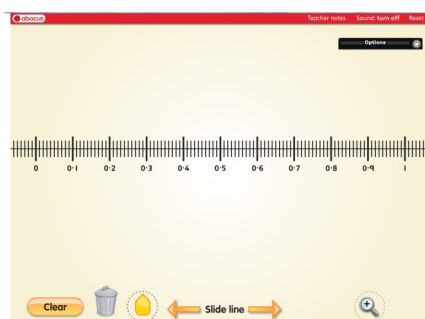 abacus
Teacher notes Sound: turn off Reset
Options
0 0·1 0·2 0·3 0·4 0·5 0·6 0·7 0·8 0·9 1
Clear
Slide line